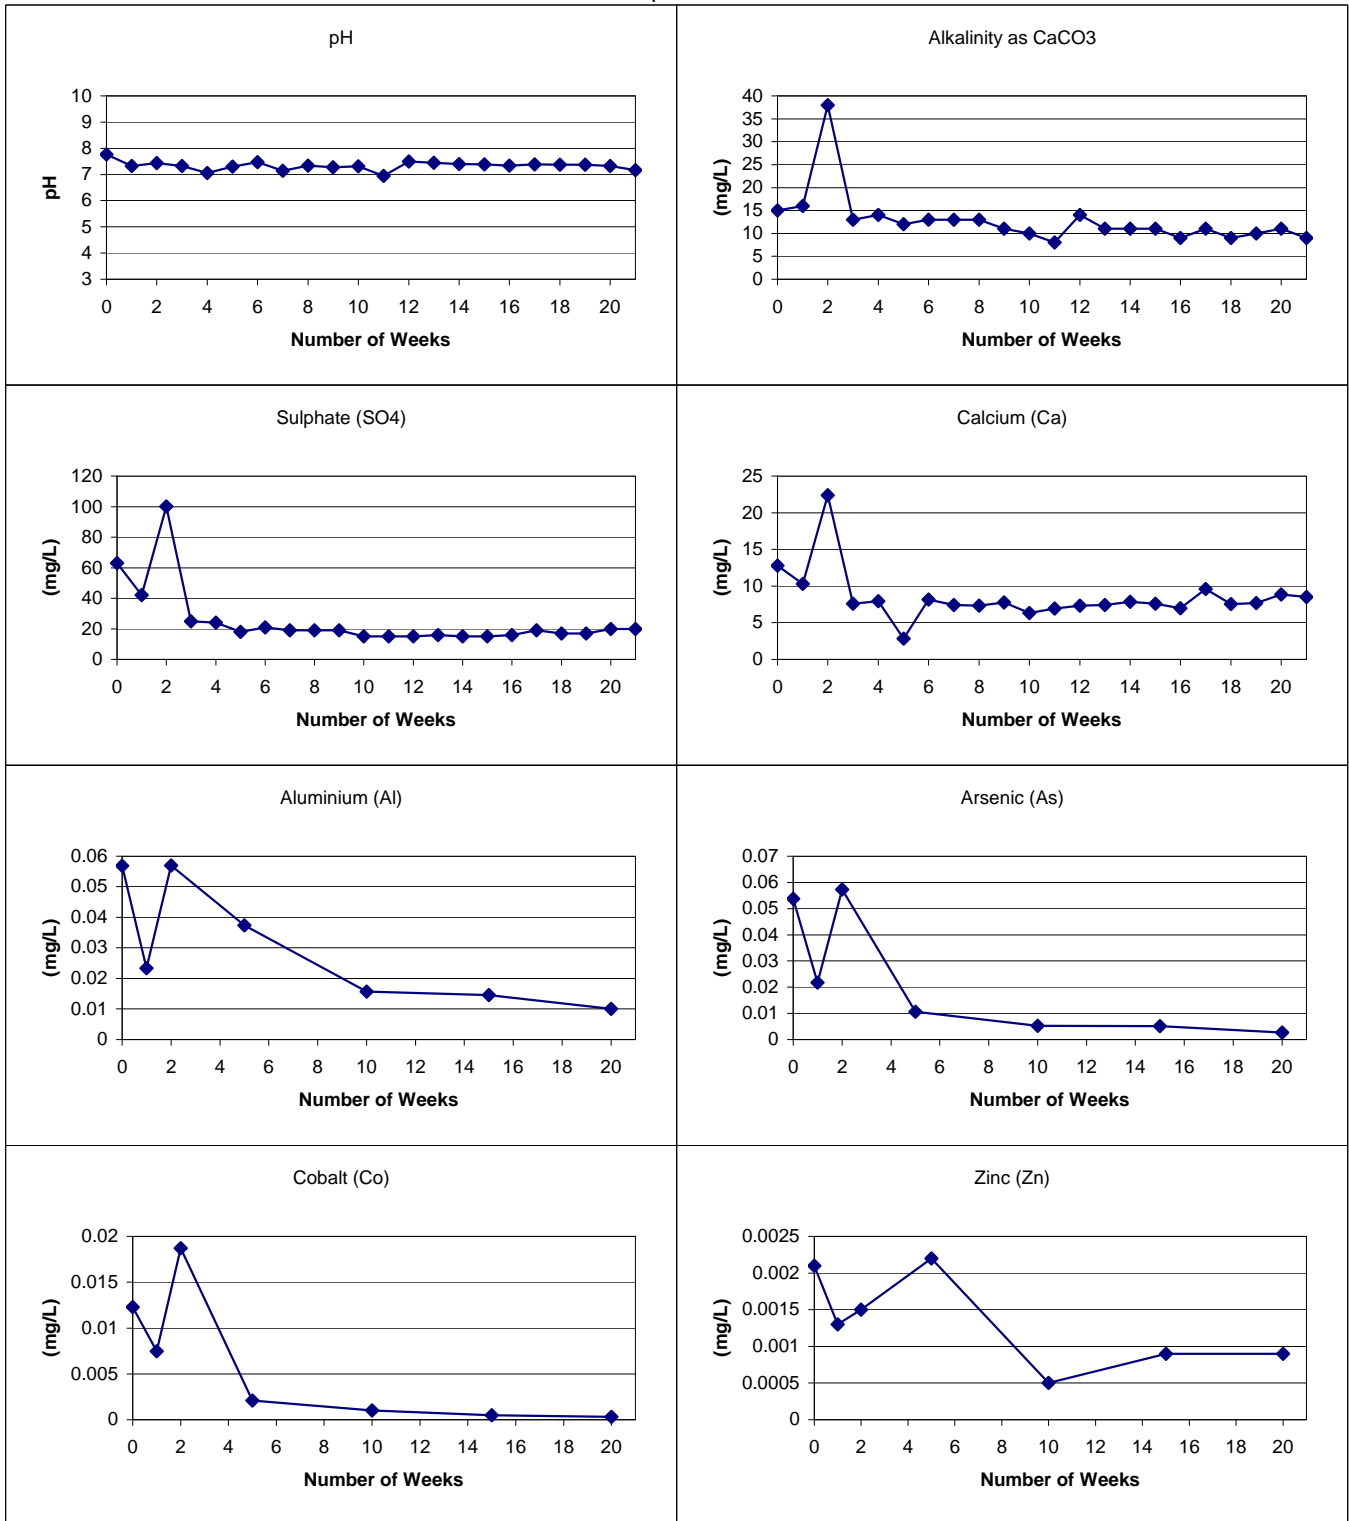 pH
10
9
8
7
6
5
4
3
pH
0 2 4 6 8 10 12 14 16 18 20
Number of Weeks
Alkalinity as CaCO3
40
35
30
25
20
15
10
5
0
(mg/L)
0 2 4 6 8 10 12 14 16 18 20
Number of Weeks
Sulphate (SO4)
120
100
80
60
40
20
0
(mg/L)
0 2 4 6 8 10 12 14 16 18 20
Number of Weeks
Calcium (Ca)
25
20
15
10
5
0
(mg/L)
0 2 4 6 8 10 12 14 16 18 20
Number of Weeks
Aluminium (Al)
0.06
0.05
0.04
0.03
0.02
0.01
0
(mg/L)
0 2 4 6 8 10 12 14 16 18 20
Number of Weeks
Arsenic (As)
0.07
0.06
0.05
0.04
0.03
0.02
0.01
0
(mg/L)
0 2 4 6 8 10 12 14 16 18 20
Number of Weeks
Cobalt (Co)
0.02
0.015
0.01
0.005
0
(mg/L)
0 2 4 6 8 10 12 14 16 18 20
Number of Weeks
Zinc (Zn)
0.0025
0.002
0.0015
0.001
0.0005
0
(mg/L)
0 2 4 6 8 10 12 14 16 18 20
Number of Weeks